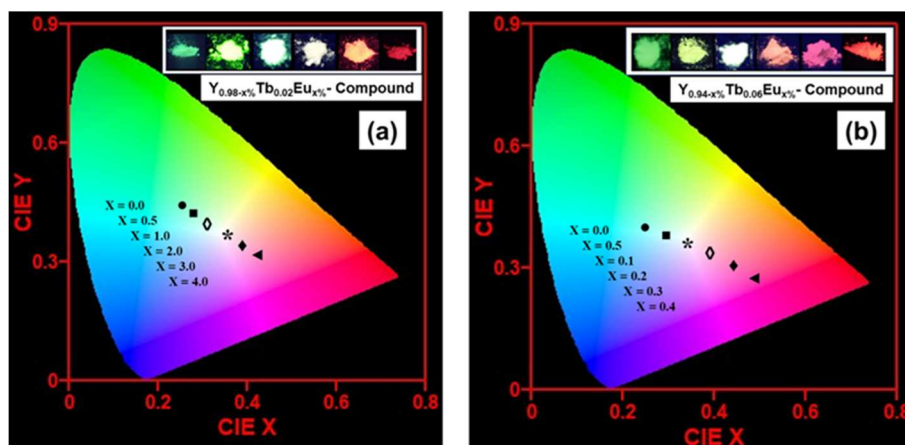 0.9
Y0.98-x%Tb0.02Eux%- Compound
(a)
0.6
CIE Y
X = 0.0
X = 0.5
X = 1.0
X = 2.0
X = 3.0
X = 4.0
0.3
0
0 0.2 0.4 0.6 0.8
CIE X
0.9
Y0.94-x%Tb0.06Eux%- Compound
(b)
0.6
CIE Y
X = 0.0
X = 0.5
X = 0.1
X = 0.2
X = 0.3
X = 0.4
0.3
0
0 0.2 0.4 0.6 0.8
CIE X